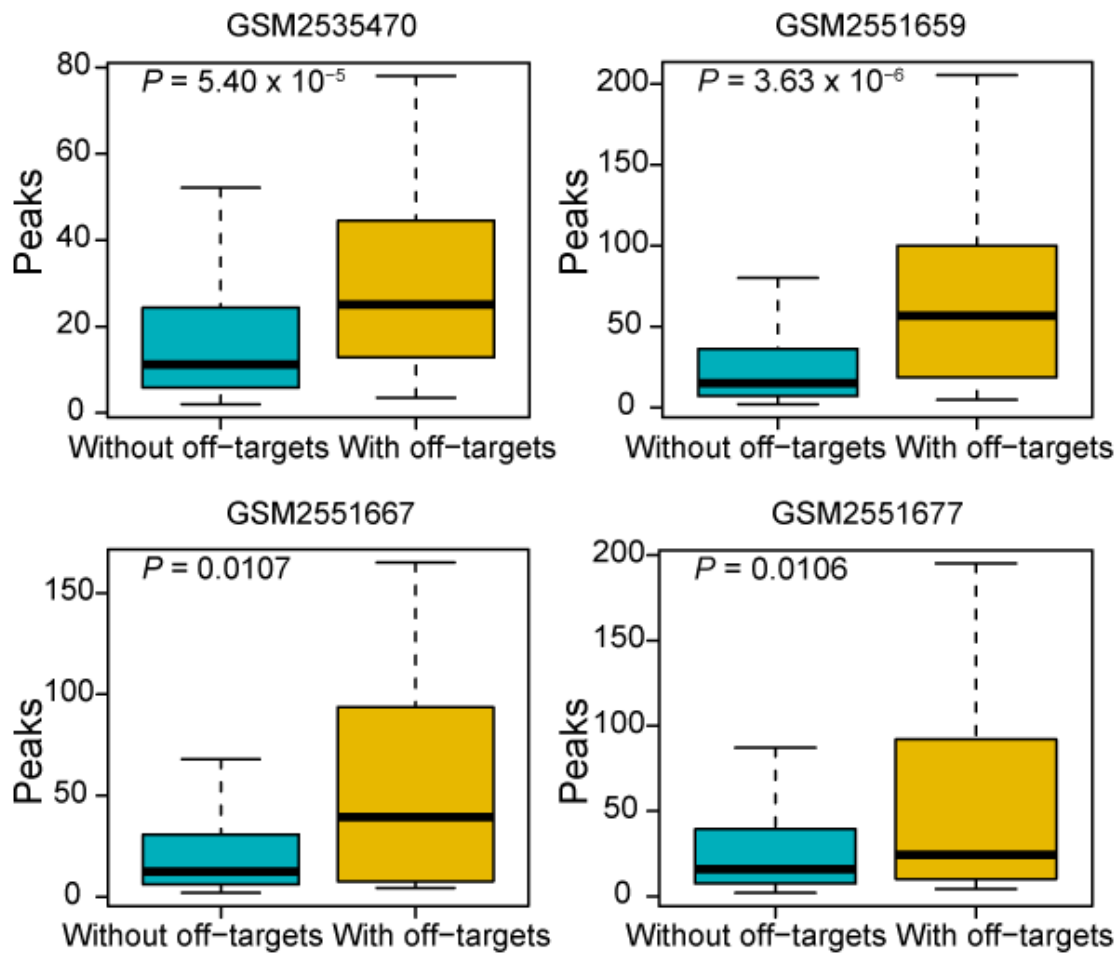 GSM2535470
P = 5.40 x 10⁻⁵
Peaks
80
60
40
20
0
Without off−targets With off−targets
GSM2551659
P = 3.63 x 10⁻⁶
Peaks
200
150
100
50
0
Without off−targets With off−targets
GSM2551667
P = 0.0107
Peaks
150
100
50
0
Without off−targets With off−targets
GSM2551677
P = 0.0106
Peaks
200
150
100
50
0
Without off−targets With off−targets